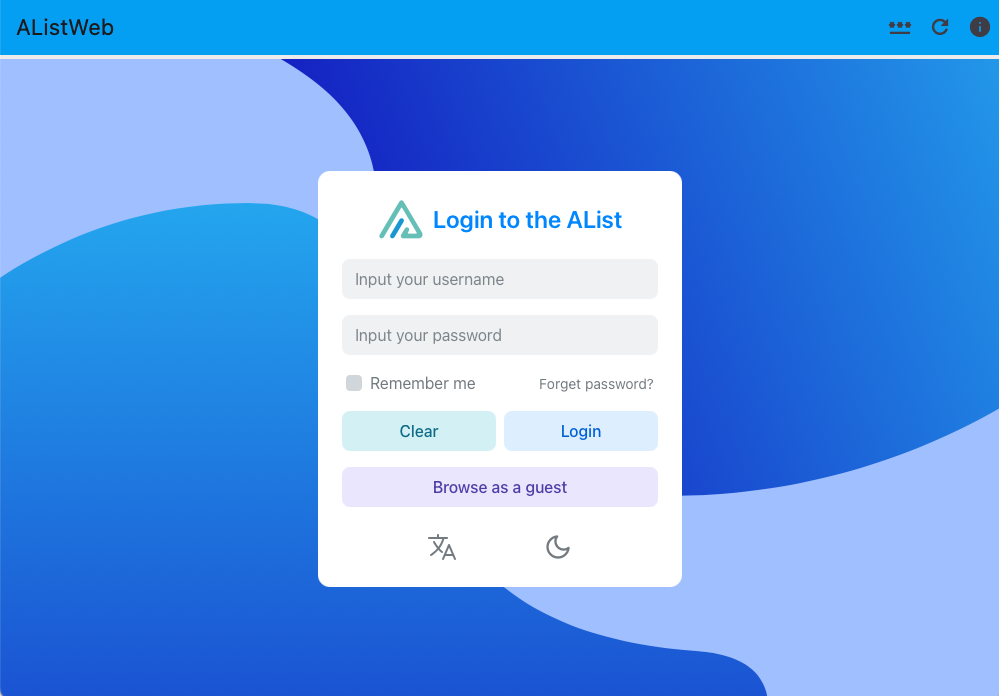 AListWeb
Login to the AList
Input your username
Input your password
Remember me
Forget password?
Clear
Login
Browse as a guest